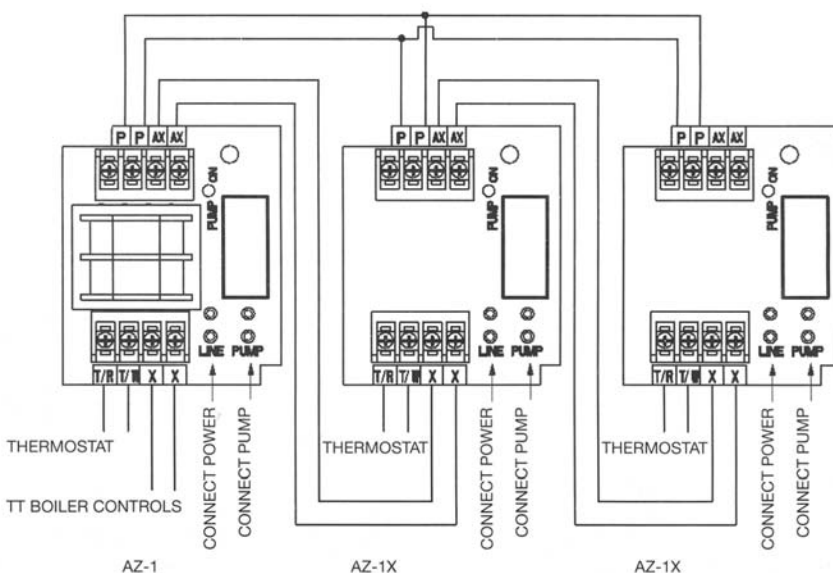 P P AX AX
P P AX AX
P P AX AX
PUMP ON
PUMP ON
PUMP ON
LINE PUMP
LINE PUMP
LINE PUMP
T/R T/W X X
T/R T/W X X
T/R T/W X X
THERMOSTAT
THERMOSTAT
THERMOSTAT
CONNECT POWER
CONNECT PUMP
CONNECT POWER
CONNECT PUMP
CONNECT POWER
CONNECT PUMP
TT BOILER CONTROLS
AZ-1
AZ-1X
AZ-1X